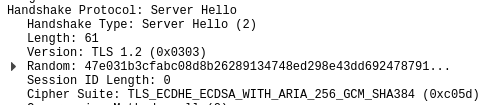 Handshake Protocol: Server Hello
Handshake Type: Server Hello (2)
Length: 61
Version: TLS 1.2 (0x0303)
Random: 47e031b3cfabc08d8b26289134748ed298e43dd692478791...
Session ID Length: 0
Cipher Suite: TLS_ECDHE_ECDSA_WITH_ARIA_256_GCM_SHA384 (0xc05d)